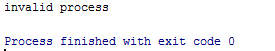 invalid process
Process finished with exit code 0